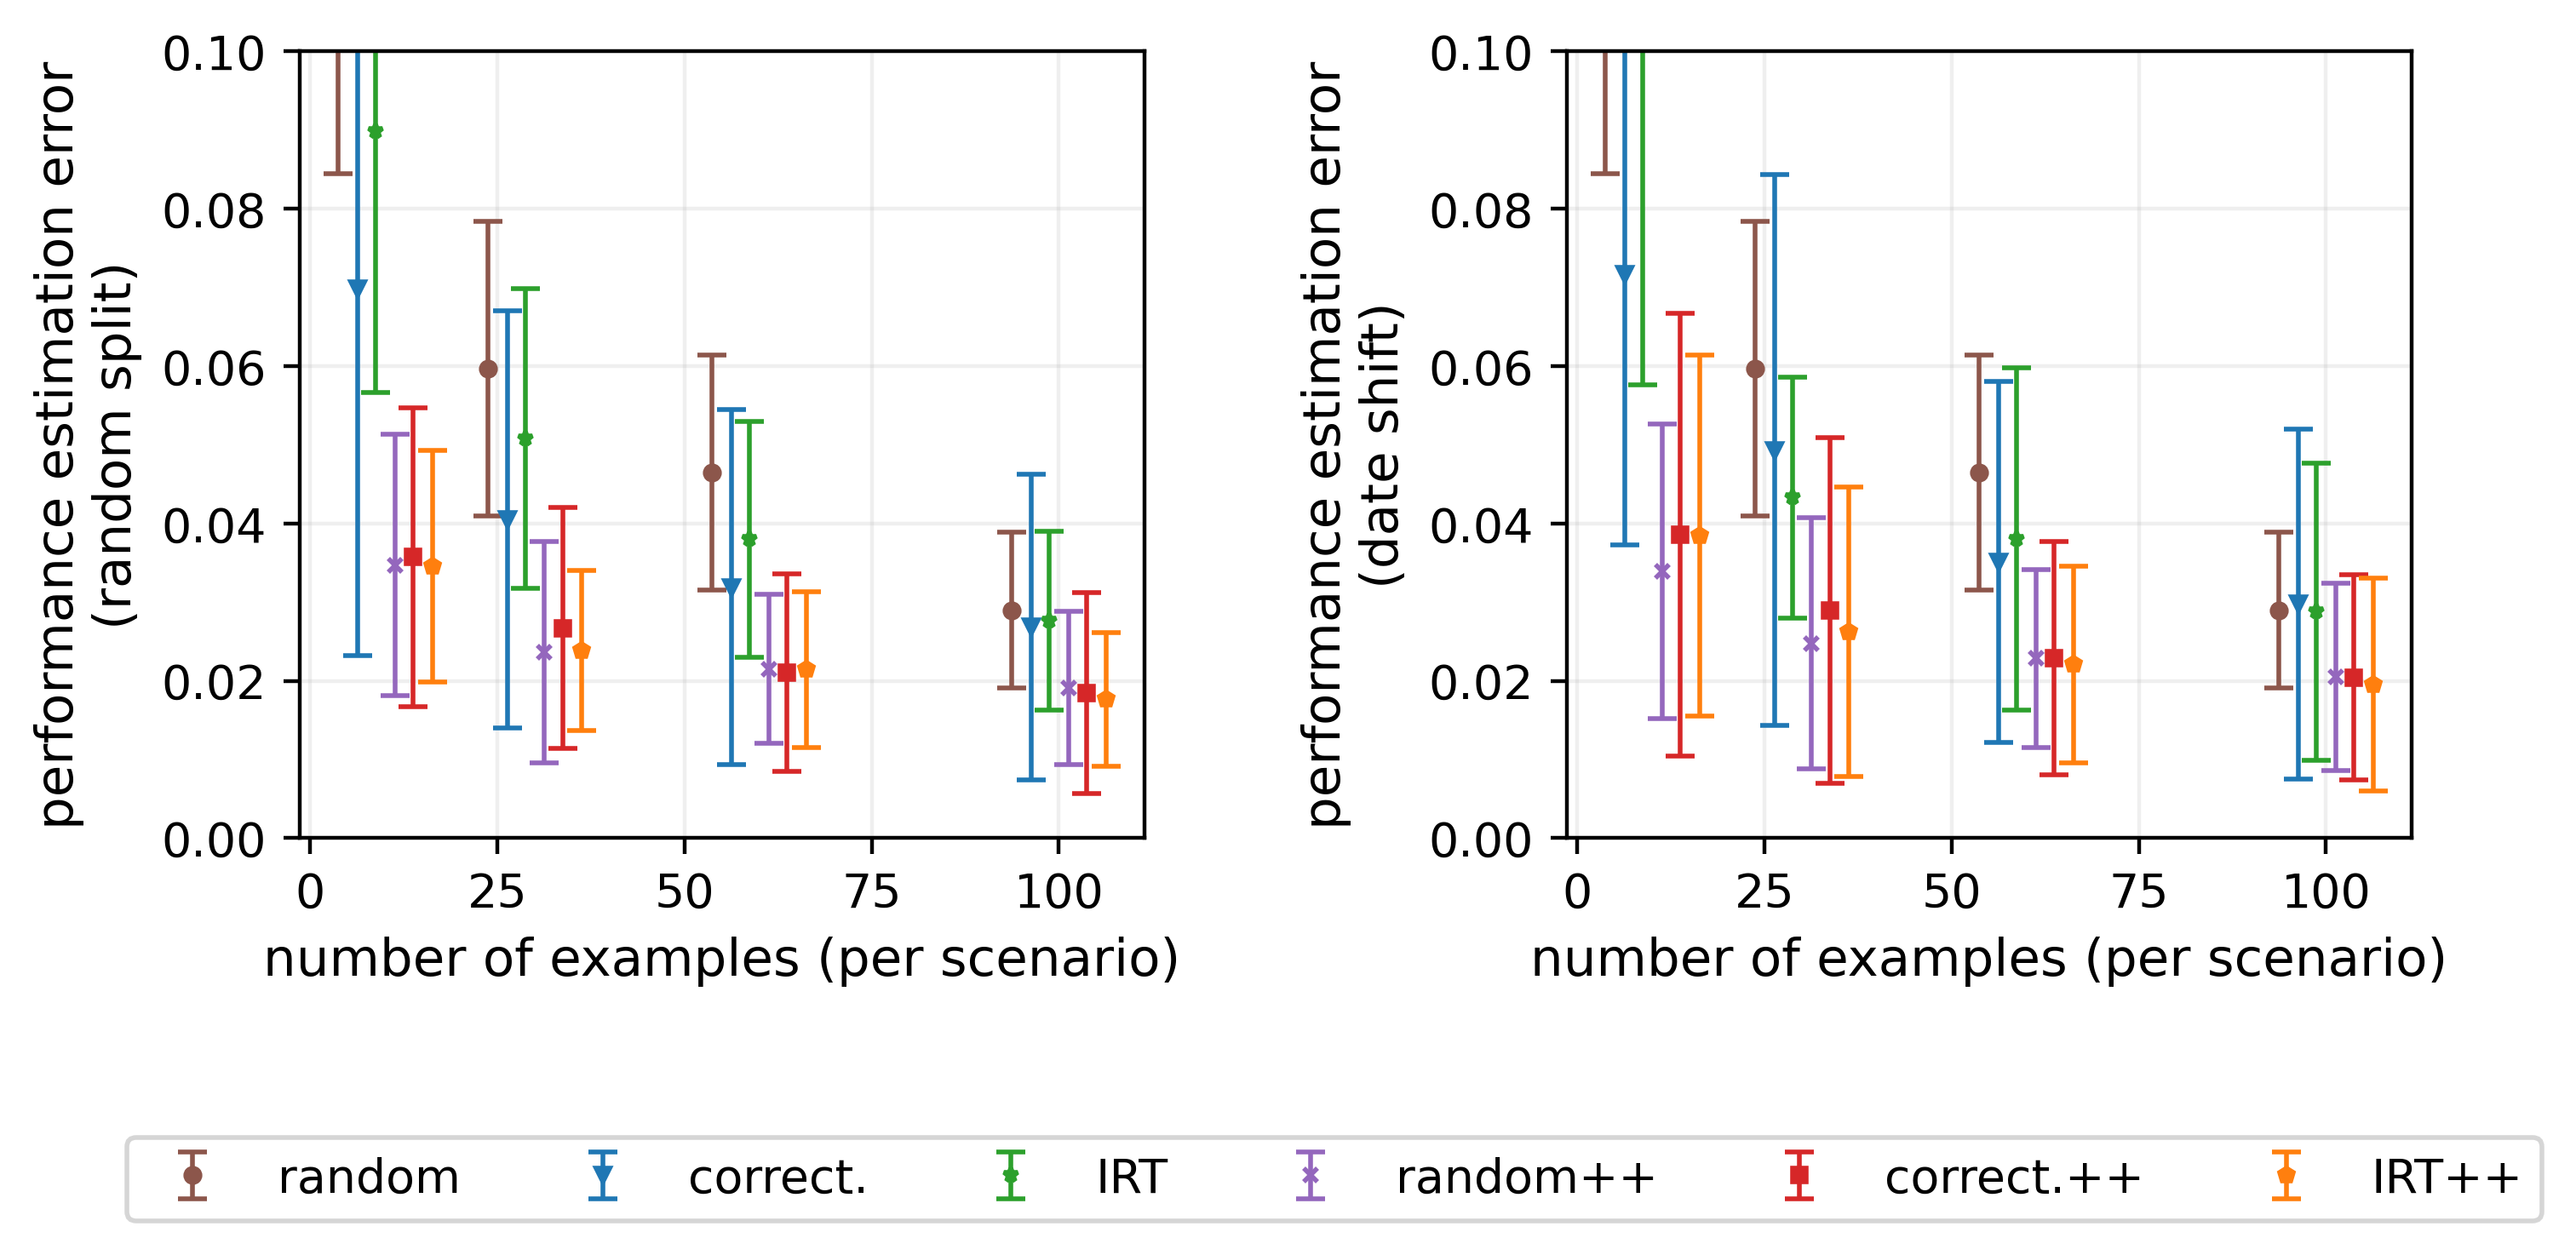 performance estimation error
(random split)
0.10
0.08
0.06
0.04
0.02
0.00
0 25 50 75 100
number of examples (per scenario)
performance estimation error
(date shift)
0.10
0.08
0.06
0.04
0.02
0.00
0 25 50 75 100
number of examples (per scenario)
random correct. IRT random++ correct.++ IRT++